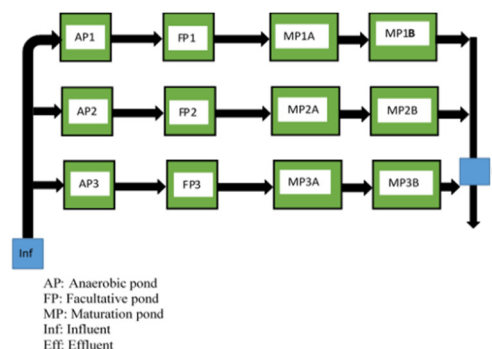 AP1 FP1 MP1A MP1B
AP2 FP2 MP2A MP2B
AP3 FP3 MP3A MP3B
Inf
AP: Anaerobic pond
FP: Facultative pond
MP: Maturation pond
Inf: Influent
Eff: Effluent